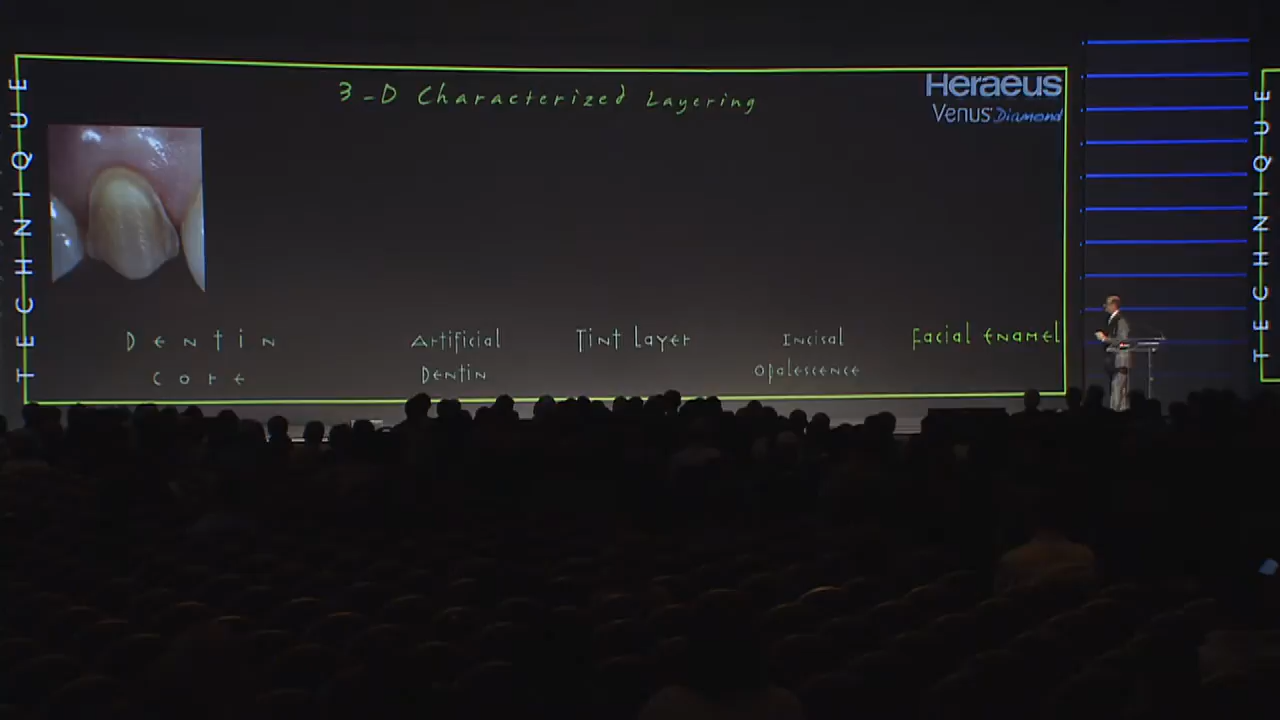 3-D Characterized Layering
Heraeus
Venus Diamond
TECHNIQUE
Dentin
Core
Artificial
Dentin
Tint Layer
Incisal
Opalescence
Facial Enamel
TECHNIQUE